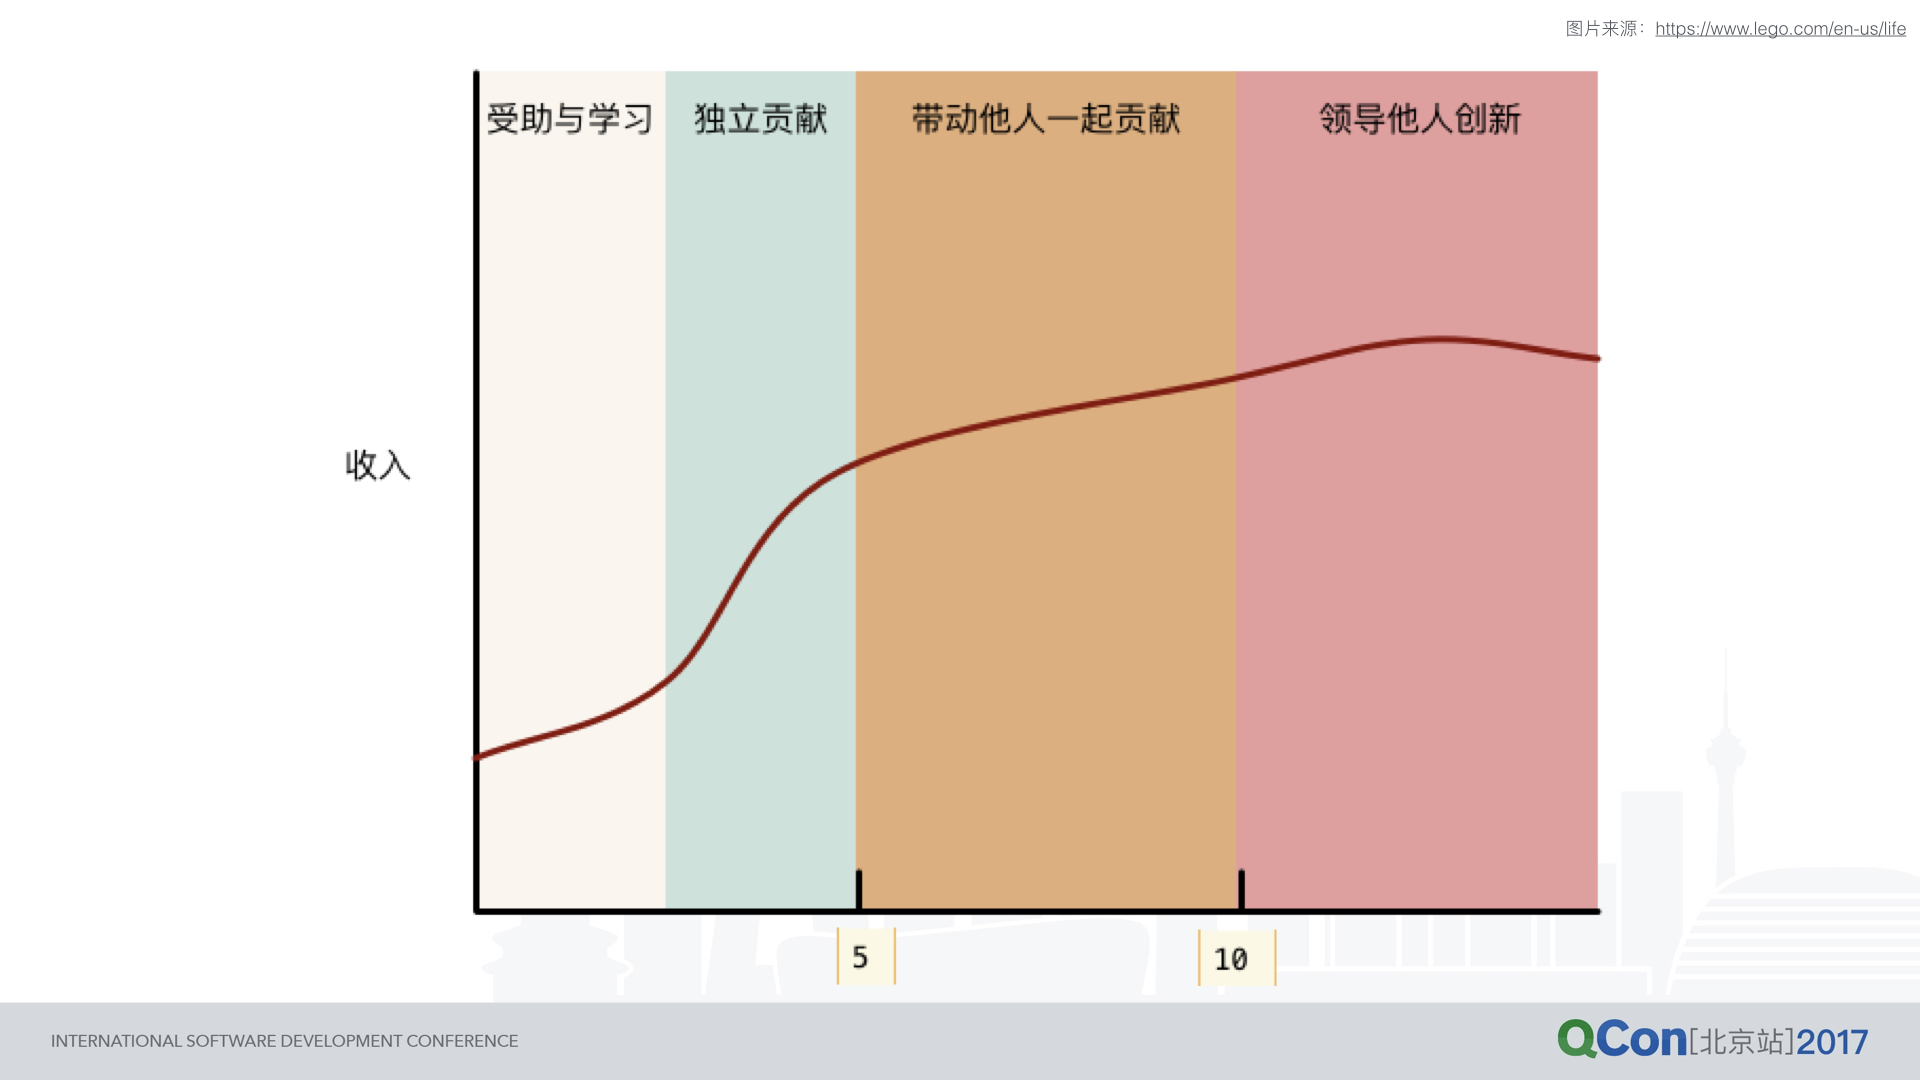 图片来源：https://www.lego.com/en-us/life
受助与学习 独立贡献 带动他人一起贡献 领导他人创新
收入
5 10
INTERNATIONAL SOFTWARE DEVELOPMENT CONFERENCE
QCon[北京站]2017